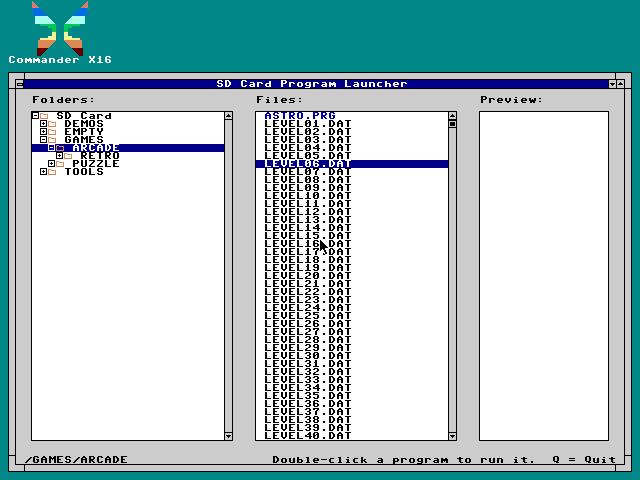 Commander X16
SD Card Program Launcher
Folders:
SD Card
DEMOS
EMPTY
GAMES
ARCADE
RETRO
PUZZLE
TOOLS
Files:
ASTRO.PRG
LEVEL01.DAT
LEVEL02.DAT
LEVEL03.DAT
LEVEL04.DAT
LEVEL05.DAT
LEVEL06.DAT
LEVEL07.DAT
LEVEL08.DAT
LEVEL09.DAT
LEVEL10.DAT
LEVEL11.DAT
LEVEL12.DAT
LEVEL13.DAT
LEVEL14.DAT
LEVEL15.DAT
LEVEL16.DAT
LEVEL17.DAT
LEVEL18.DAT
LEVEL19.DAT
LEVEL20.DAT
LEVEL21.DAT
LEVEL22.DAT
LEVEL23.DAT
LEVEL24.DAT
LEVEL25.DAT
LEVEL26.DAT
LEVEL27.DAT
LEVEL28.DAT
LEVEL29.DAT
LEVEL30.DAT
LEVEL31.DAT
LEVEL32.DAT
LEVEL33.DAT
LEVEL34.DAT
LEVEL35.DAT
LEVEL36.DAT
LEVEL37.DAT
LEVEL38.DAT
LEVEL39.DAT
LEVEL40.DAT
Preview:
/GAMES/ARCADE
Double-click a program to run it. Q = Quit